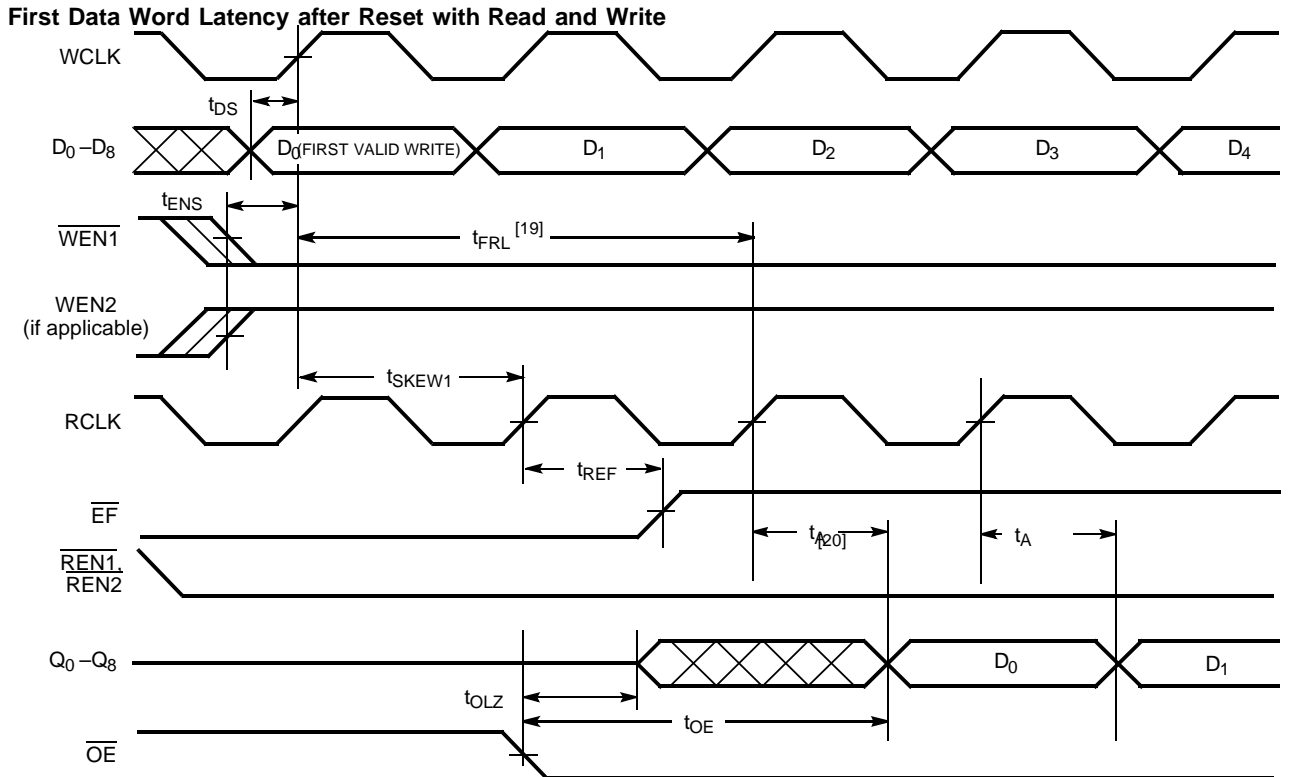 First Data Word Latency after Reset with Read and Write
WCLK
tDS
D0 –D8
D0(FIRST VALID WRITE)
D1
D2
D3
D4
tENS
WEN1
tFRL [19]
WEN2
(if applicable)
tSKEW1
RCLK
tREF
EF
tA[20]
tA
REN1,
REN2
Q0 –Q8
D0
D1
tOLZ
tOE
OE